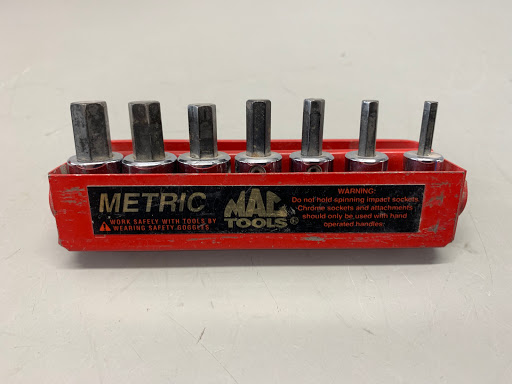 METRIC
WORK SAFELY WITH TOOLS BY
WEARING SAFETY GOGGLES
MAC
TOOLS®
WARNING:
Do not hold spinning impact sockets
Chrome sockets and attachments
should only be used with hand
operated handles.